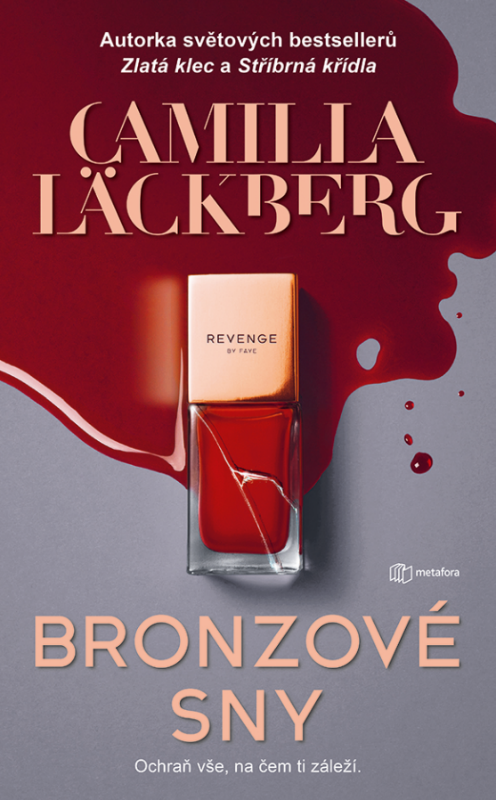 Autorka světových bestsellerů
Zlatá klec a Stříbrná křídla
CAMILLA
LÄCKBERG
REVENGE
BY FAYE
metafora
BRONZOVÉ
SNY
Ochraň vše, na čem ti záleží.